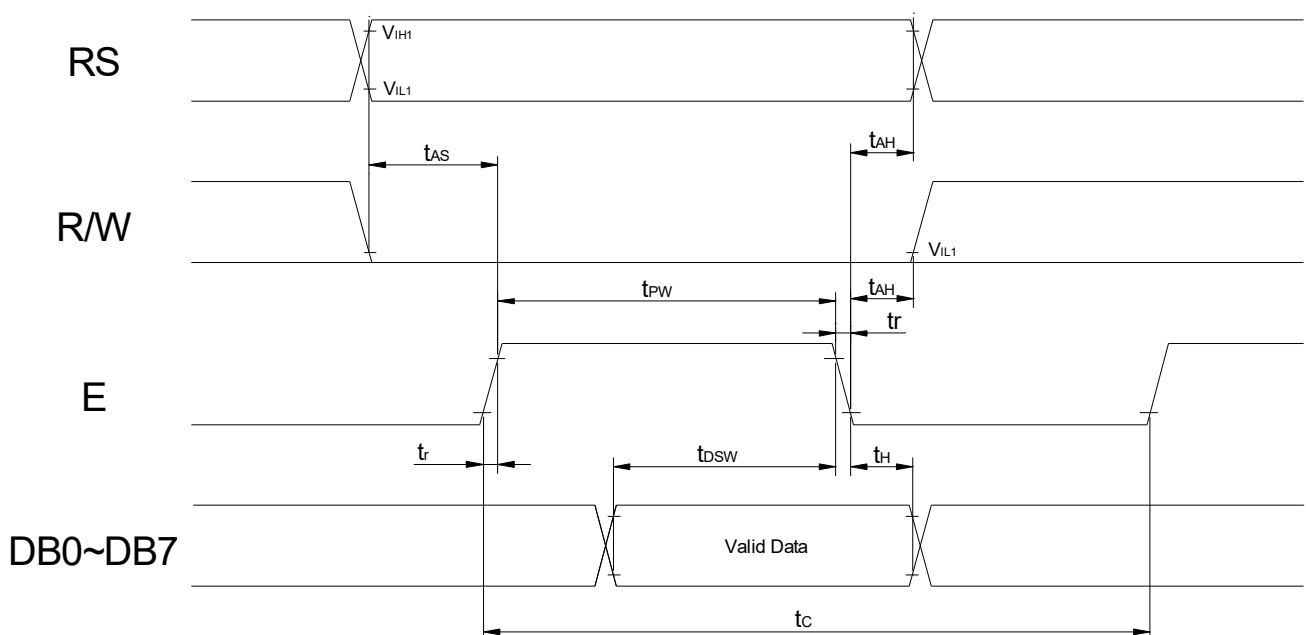 RS
VIH1
VIL1
tAS
tAH
R/W
VIL1
tPW
tAH
tr
E
tr
tDSW
tH
DB0~DB7
Valid Data
tC